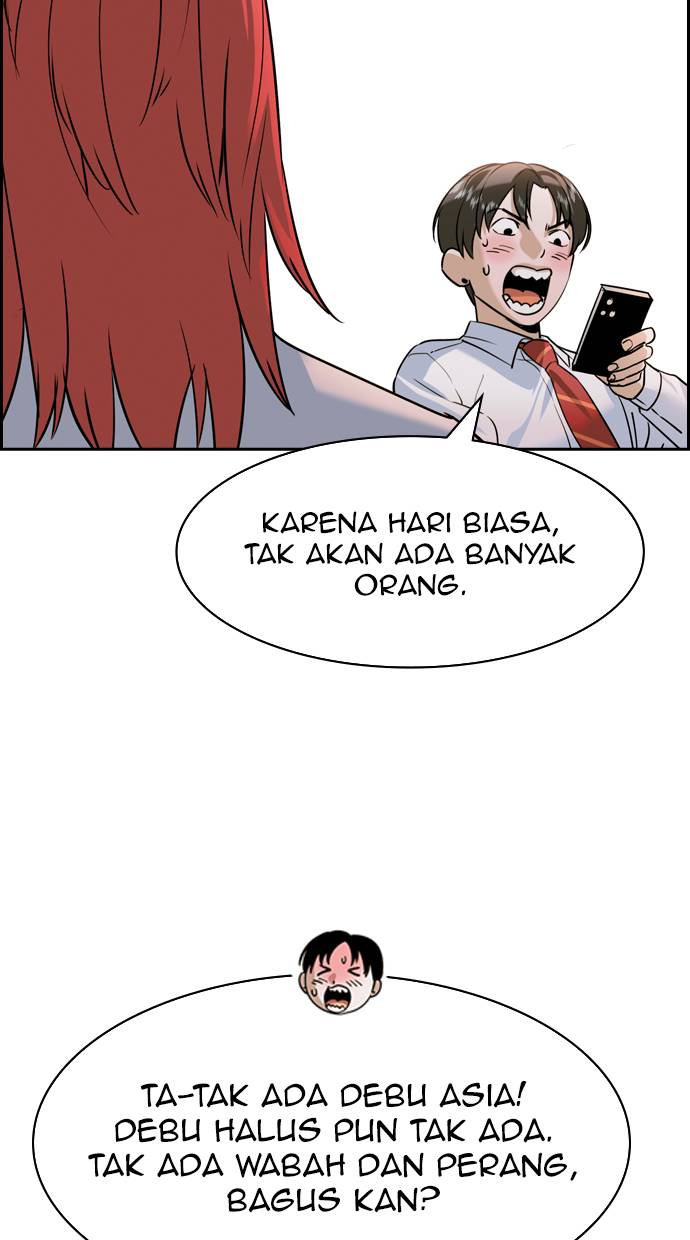 KARENA HARI BIASA,
TAK AKAN ADA BANYAK
ORANG.
TA-TAK ADA DEBU ASIA!
DEBU HALUS PUN TAK ADA.
TAK ADA WABAH DAN PERANG,
BAGUS KAN?